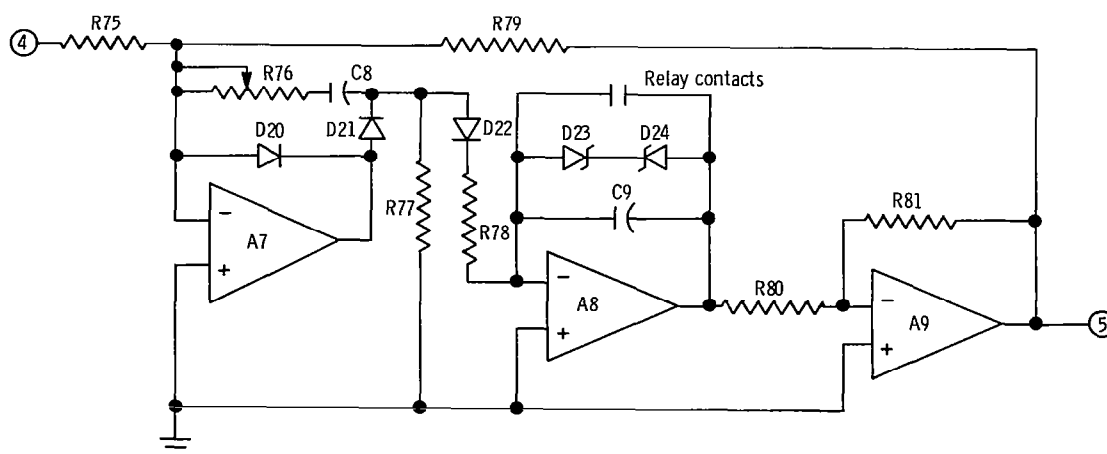 R79
4
R75
R76
C8
Relay contacts
D20
D21
D22
D23
D24
C9
R77
R78
R81
−
A7
+
−
A8
+
R80
−
A9
+
5